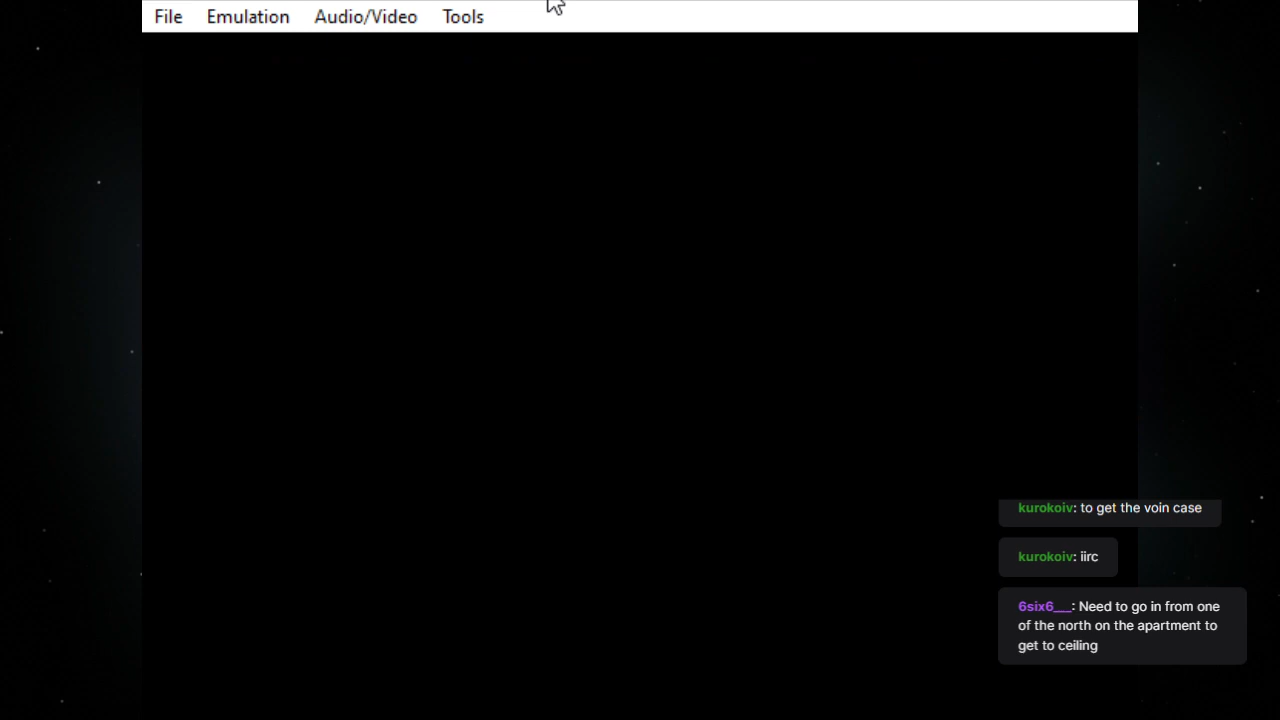 File Emulation Audio/Video Tools
kurokoiv: to get the voin case
kurokoiv: iirc
6six6__: Need to go in from one
of the north on the apartment to
get to ceiling